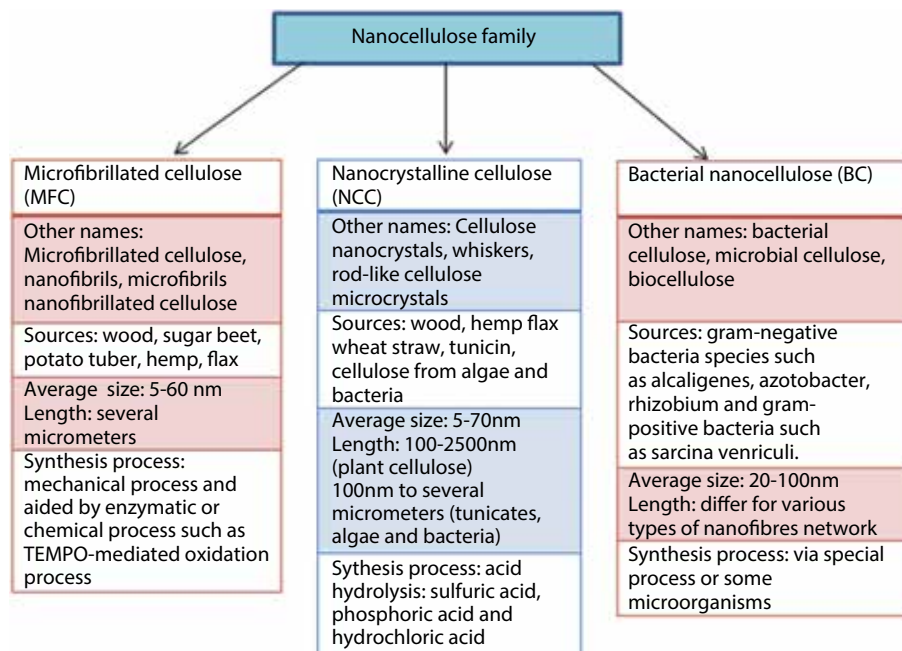 Nanocellulose family
Microfibrillated cellulose
(MFC)
Other names:
Microfibrillated cellulose,
nanofibrils, microfibrils
nanofibrillated cellulose
Sources: wood, sugar beet,
potato tuber, hemp, flax
Average size: 5-60 nm
Length: several
micrometers
Synthesis process:
mechanical process and
aided by enzymatic or
chemical process such as
TEMPO-mediated oxidation
process
Nanocrystalline cellulose
(NCC)
Other names: Cellulose
nanocrystals, whiskers,
rod-like cellulose
microcrystals
Sources: wood, hemp flax
wheat straw, tunicin,
cellulose from algae and
bacteria
Average size: 5-70nm
Length: 100-2500nm
(plant cellulose)
100nm to several
micrometers (tunicates,
algae and bacteria)
Sythesis process: acid
hydrolysis: sulfuric acid,
phosphoric acid and
hydrochloric acid
Bacterial nanocellulose (BC)
Other names: bacterial
cellulose, microbial cellulose,
biocellulose
Sources: gram-negative
bacteria species such
as alcaligenes, azotobacter,
rhizobium and gram-
positive bacteria such
as sarcina venriculi.
Average size: 20-100nm
Length: differ for various
types of nanofibres network
Synthesis process: via special
process or some
microorganisms